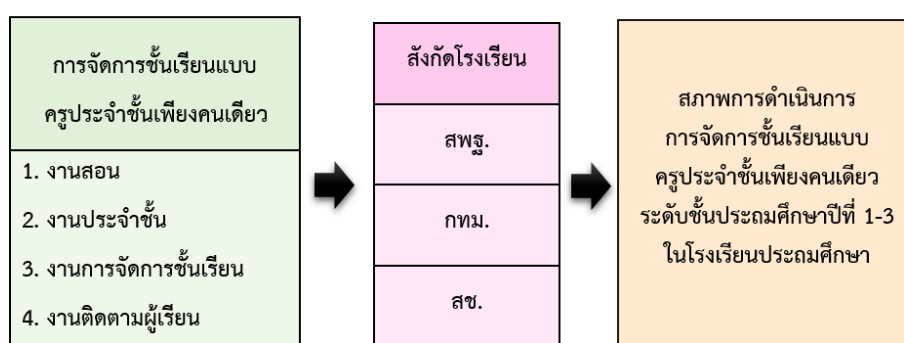 การจัดการชั้นเรียนแบบ
ครูประจำชั้นเพียงคนเดียว
1. งานสอน
2. งานประจำชั้น
3. งานการจัดการชั้นเรียน
4. งานติดตามผู้เรียน
สังกัดโรงเรียน
สพฐ.
กทม.
สช.
สภาพการดำเนินการ
การจัดการชั้นเรียนแบบ
ครูประจำชั้นเพียงคนเดียว
ระดับชั้นประถมศึกษาปีที่ 1-3
ในโรงเรียนประถมศึกษา